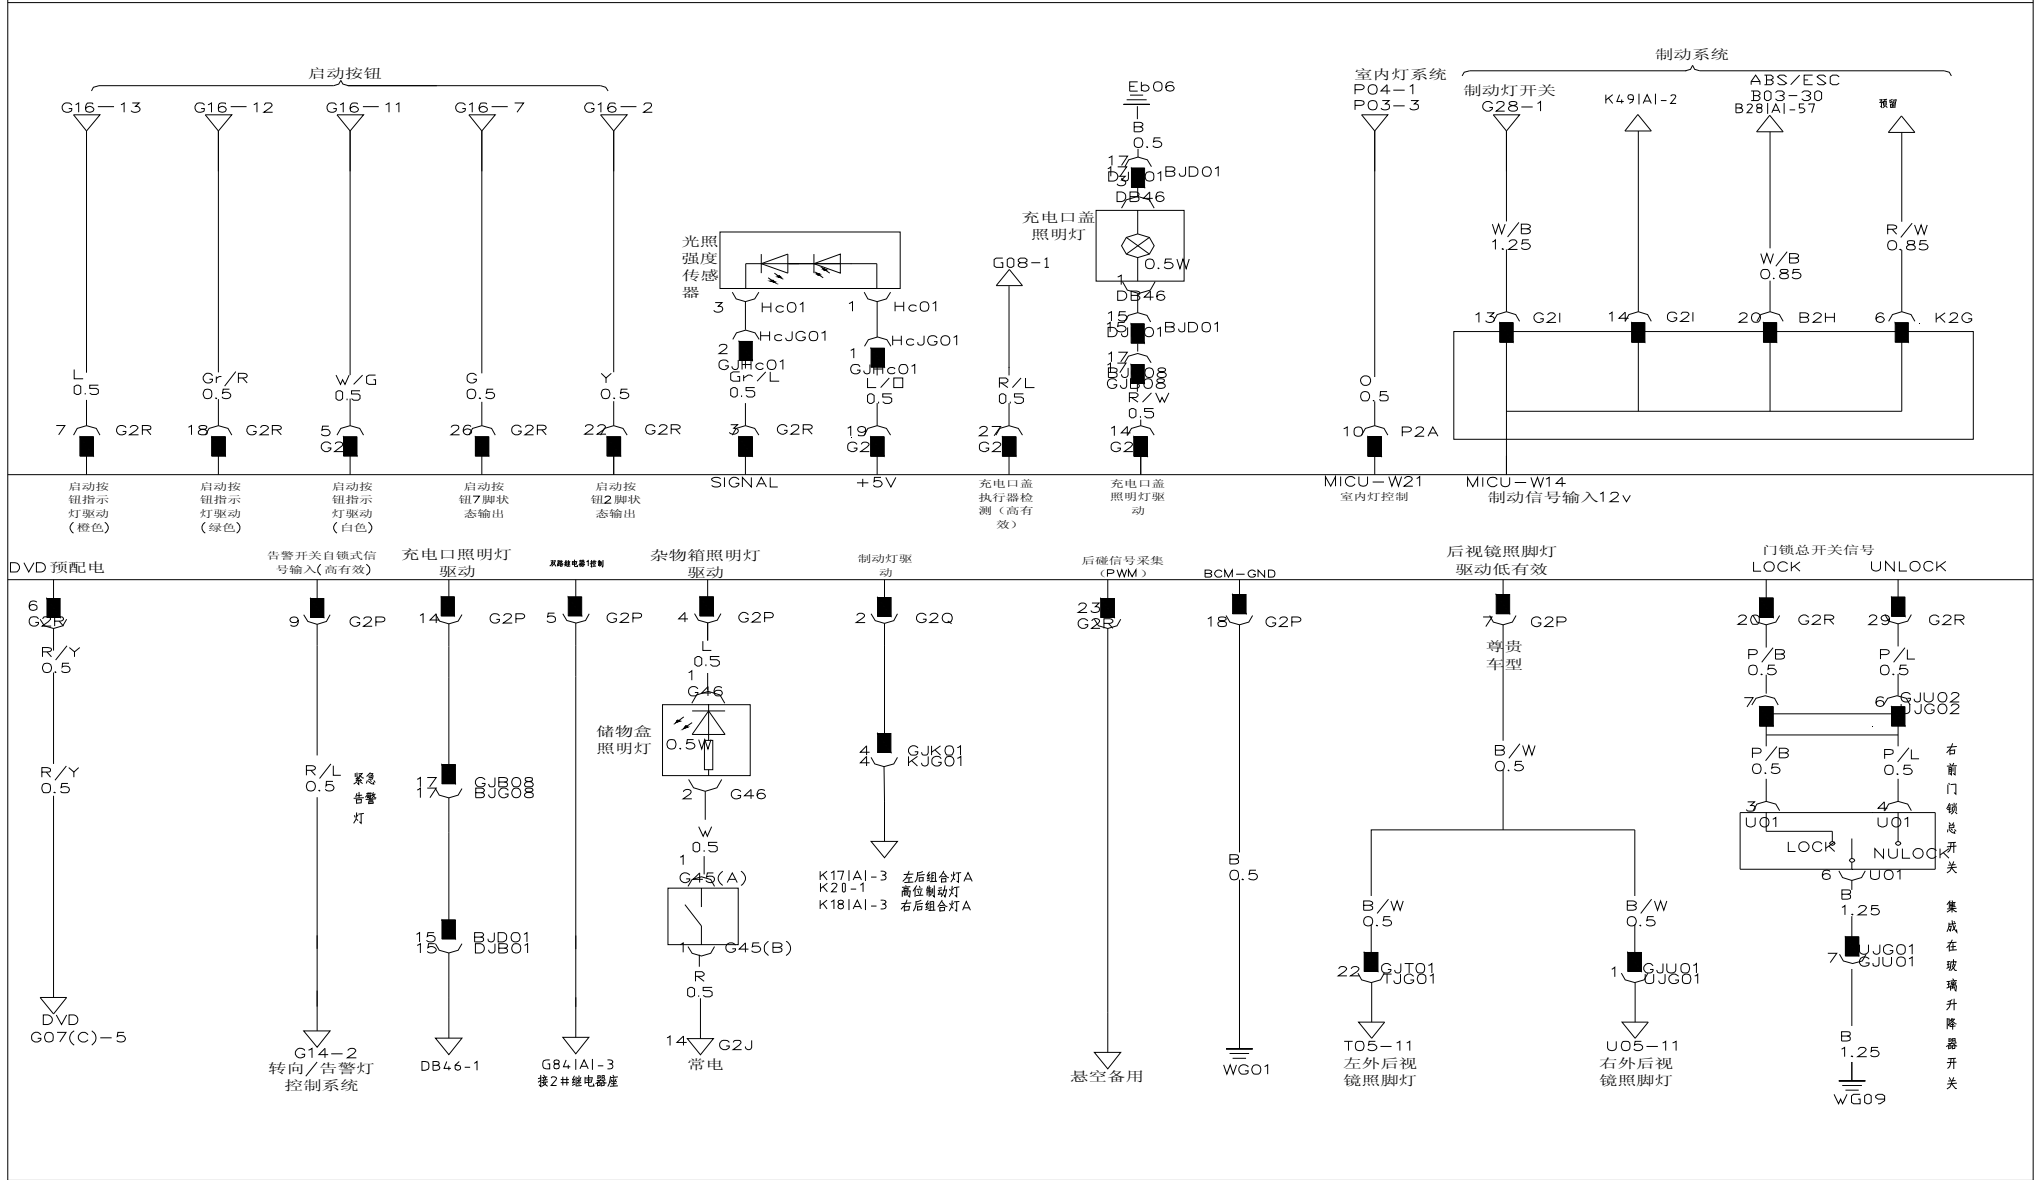 启动按钮
G16-13
G16-12
G16-11
G16-7
G16-2
Eb06
B
0.5
17
BJD01
3
DB46
充电口盖
照明灯
0.5W
1
DB46
15
BJD01
17
GJB08
R/W
0.5
14
室内灯系统
P04-1
P03-3
制动系统
制动灯开关
G28-1
K49(A)-2
ABS/ESC
B03-30
B28(A)-57
预留
W/B
1.25
W/B
0.85
R/W
0.85
13 G2I
14 G2I
20 B2H
6 K2G
光照
强度
传感
器
3 Hc01
1 Hc01
HcJG01
2
GJHc01
HcJG01
1
GJHc01
G08-1
L
0.5
Gr/R
0.5
W/G
0.5
G
0.5
Y
0.5
Gr/L
0.5
L/O
0.5
R/L
0.5
O
0.5
7 G2R
18 G2R
5
26 G2R
22 G2R
3 G2R
19
27
10 P2A
启动按
钮指示
灯驱动
(橙色)
启动按
钮指示
灯驱动
(绿色)
启动按
钮指示
灯驱动
(白色)
启动按
钮7脚状
态输出
启动按
钮2脚状
态输出
SIGNAL
+5V
充电口盖
执行器检
测(高有
效)
充电口盖
照明灯驱
动
MICU-W21
室内灯控制
MICU-W14
制动信号输入12v
DVD 预配电
告警开关自锁式信
号输入(高有效)
充电口照明灯
驱动
双路继电器1控制
杂物箱照明灯
驱动
制动灯驱
动
后碰信号采集
(PWM)
BCM-GND
后视镜照脚灯
驱动低有效
门锁总开关信号
LOCK
UNLOCK
6
G2R
9 G2P
14 G2P
5 G2P
4 G2P
2 G2Q
23
G2R
18 G2P
7 G2P
20 G2R
29 G2R
R/Y
0.5
R/Y
0.5
DVD
G07(C)-5
R/L
0.5
紧急
告警
灯
G14-2
转向/告警灯
控制系统
17 GJB08
17 BJG08
15 BJD01
15 DJB01
DB46-1
G84(A)-3
接2#继电器座
L
0.5
1
G46
储物盒
照明灯
0.5W
2 G46
W
0.5
1
G45(A)
1 G45(B)
R
0.5
14 G2J
常电
4 GJK01
4 KJG01
K17(A)-3 左后组合灯A
K20-1 高位制动灯
K18(A)-3 右后组合灯A
悬空备用
B
0.5
WG01
尊贵
车型
B/W
0.5
B/W
0.5
B/W
0.5
22 GJT01
TJG01
T05-11
左外后视
镜照脚灯
1 GJU01
UJG01
U05-11
右外后视
镜照脚灯
P/B
0.5
P/L
0.5
7
6 GJU02
UJG02
P/B
0.5
P/L
0.5
3
U01
4
U01
LOCK
NULOCK
6 U01
B
1.25
UJG01
7 GJU01
B
1.25
WG09
右前门锁总开关
集成在玻璃升降器开关